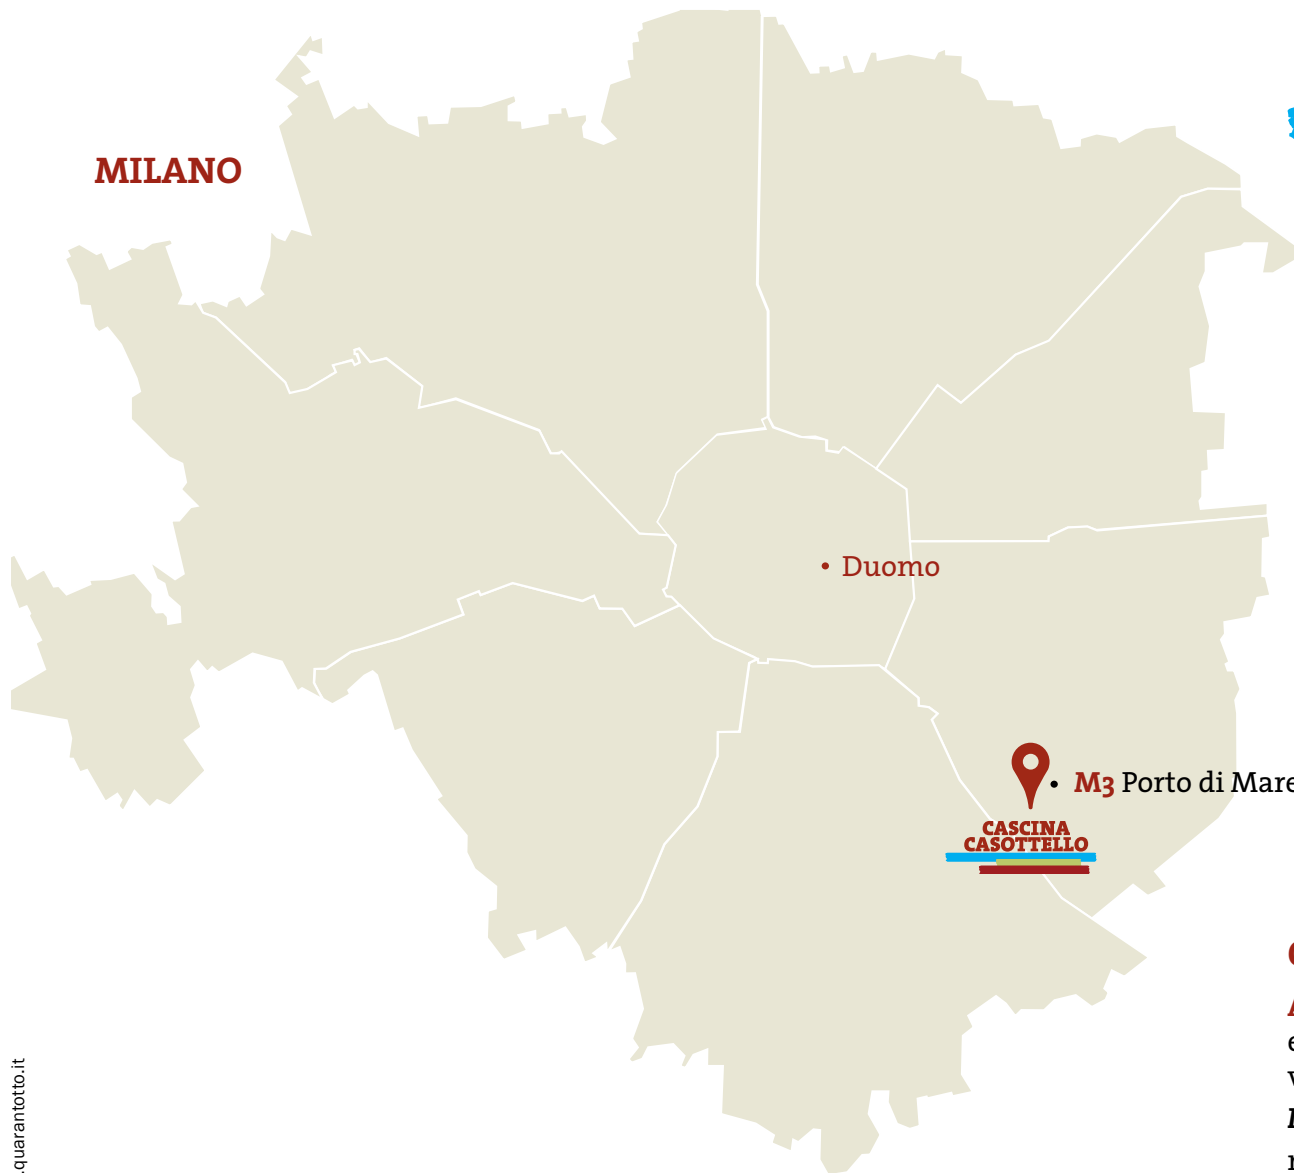 MILANO
Duomo
M3 Porto di Mare
CASCINA
CASOTTELLO
.quarantotto.it